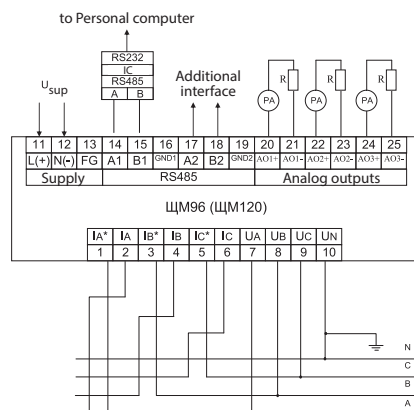 to Personal computer
RS232
IC
RS485
A B
Usup
Additional
interface
R R R
PA PA PA
11 12 13 14 15 16 17 18 19 20 21 22 23 24 25
L(+) N(-) FG A1 B1 GND1 A2 B2 GND2 AO1+ AO1- AO2+ AO2- AO3+ AO3-
Supply RS485 Analog outputs
ЩМ96 (ЩМ120)
IA* IA IB* IB IC* IC UA UB UC UN
1 2 3 4 5 6 7 8 9 10
N
C
B
A